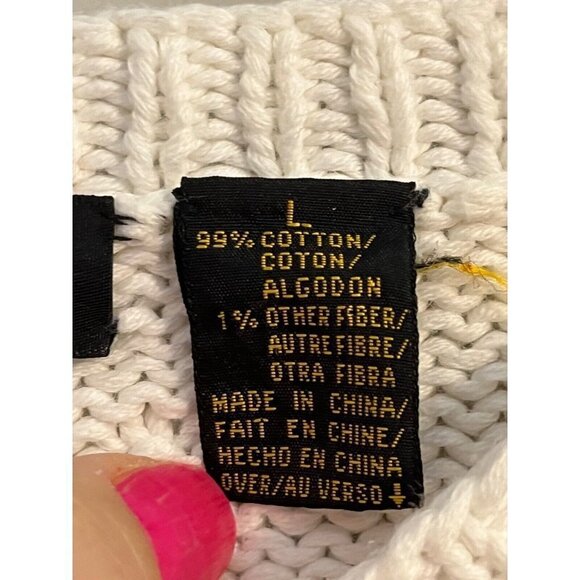 L
99% COTTON/
COTON/
ALGODON
1% OTHER FIBER/
AUTRE FIBRE/
OTRA FIBRA
MADE IN CHINA/
FAIT EN CHINE/
HECHO EN CHINA
OVER/AU VERSO ↓